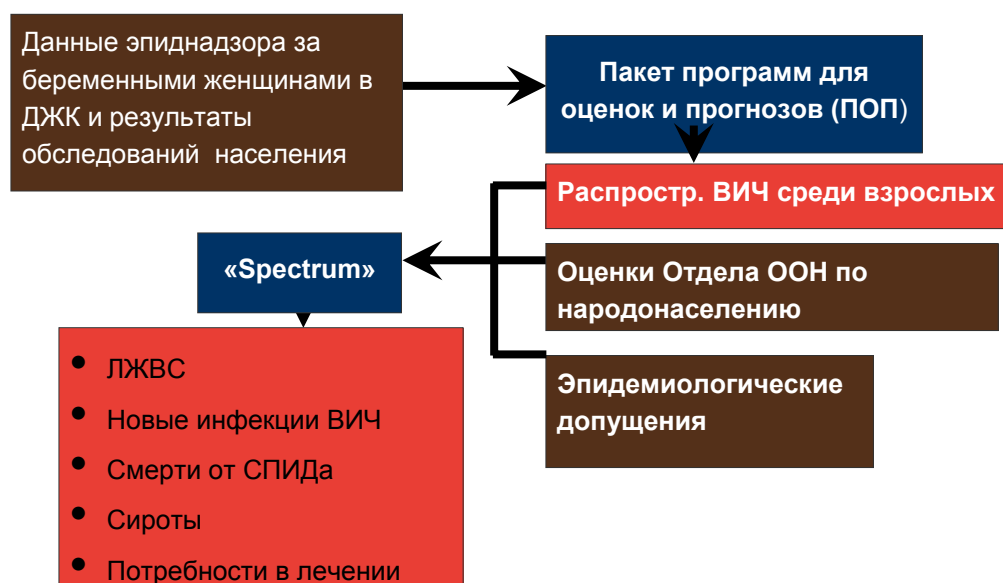 Данные эпиднадзора за
беременными женщинами в
ДЖК и результаты
обследований населения
Пакет программ для
оценок и прогнозов (ПОП)
Распростр. ВИЧ среди взрослых
«Spectrum»
Оценки Отдела ООН по
народонаселению
Эпидемиологические
допущения
• ЛЖВС
• Новые инфекции ВИЧ
• Смерти от СПИДа
• Сироты
• Потребности в лечении